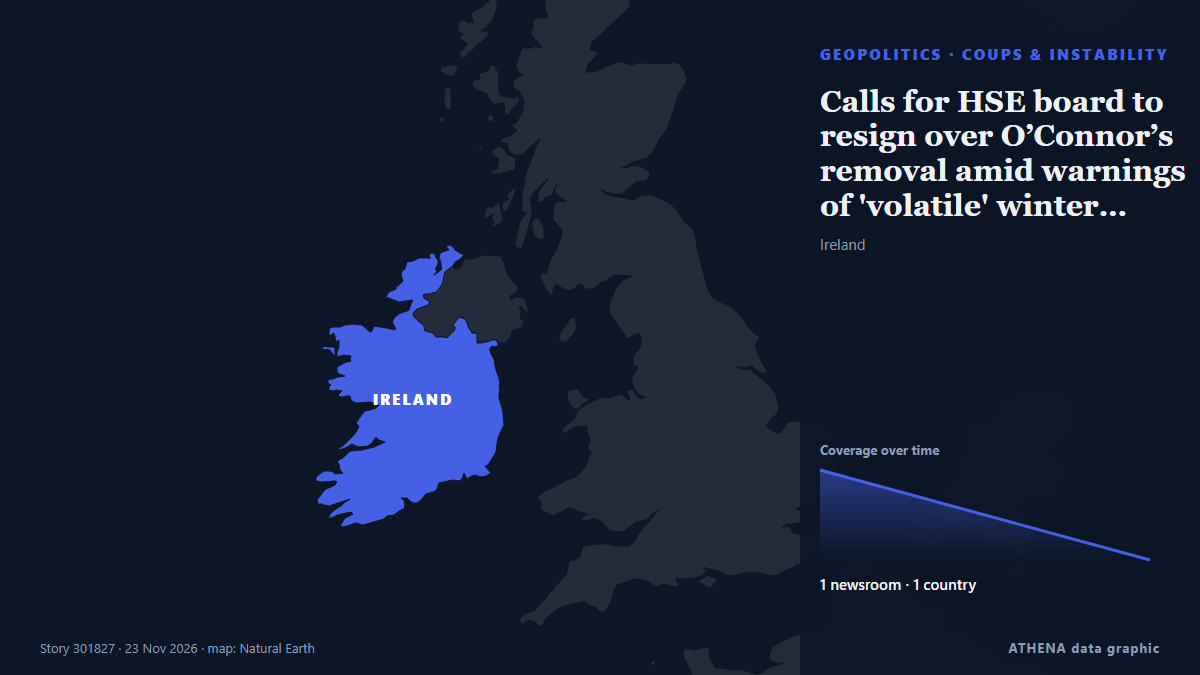 GEOPOLITICS · COUPS & INSTABILITY
Calls for HSE board to
resign over O’Connor’s
removal amid warnings
of 'volatile' winter...
Ireland
IRELAND
Coverage over time
1 newsroom · 1 country
Story 301827 · 23 Nov 2026 · map: Natural Earth
ATHENA data graphic